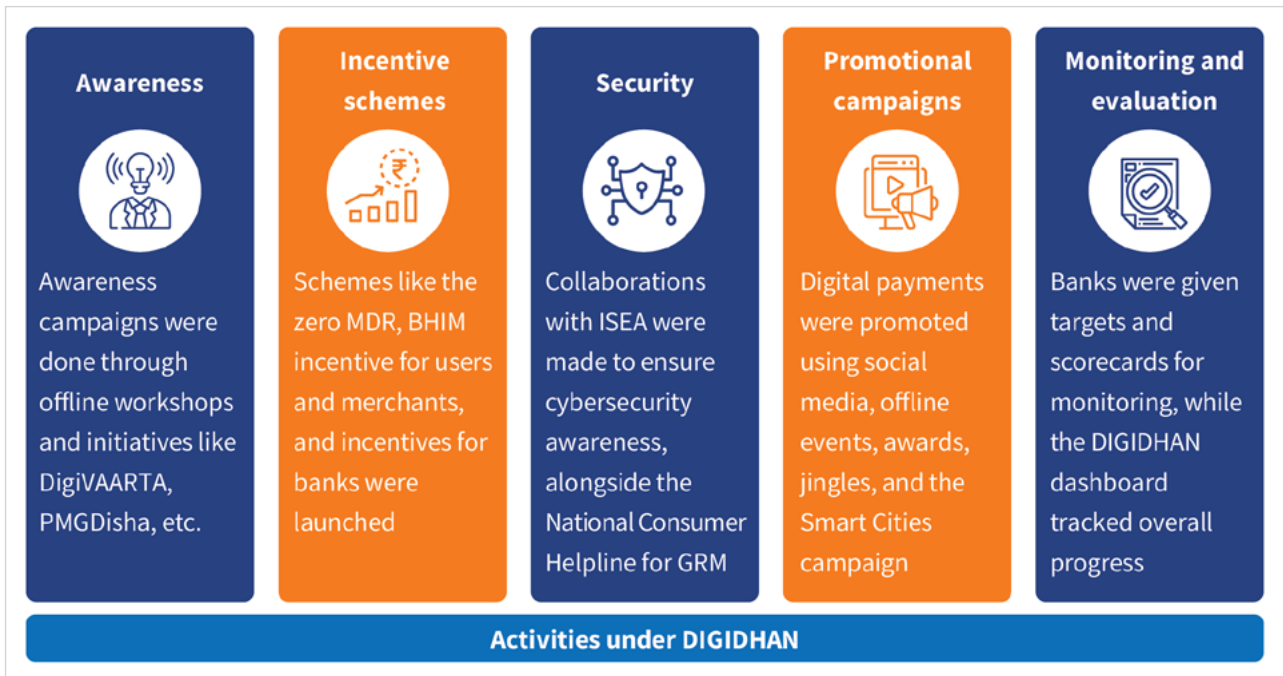 Awareness
Awareness
campaigns were
done through
offline workshops
and initiatives like
DigiVAARTA,
PMGDisha, etc.
Incentive
schemes
₹
Schemes like the
zero MDR, BHIM
incentive for users
and merchants,
and incentives for
banks were
launched
Security
Collaborations
with ISEA were
made to ensure
cybersecurity
awareness,
alongside the
National Consumer
Helpline for GRM
Promotional
campaigns
Digital payments
were promoted
using social
media, offline
events, awards,
jingles, and the
Smart Cities
campaign
Monitoring and
evaluation
Banks were given
targets and
scorecards for
monitoring, while
the DIGIDHAN
dashboard
tracked overall
progress
Activities under DIGIDHAN